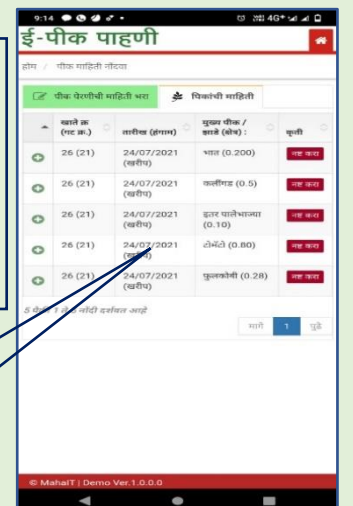 9:14
4G+
ई-पीक पाहणी
होम / पीक माहिती नोंदवा
पीक पेरणीची माहिती भरा
पिकांची माहिती
खाते क्र (गट क्र.)
तारीख (हंगाम)
मुख्य पीक / झाडे (क्षेत्र) :
कृती
26 (21) 24/07/2021 (खरीप) भात (0.200) नष्ट करा
26 (21) 24/07/2021 (खरीप) कलींगड (0.5) नष्ट करा
26 (21) 24/07/2021 (खरीप) इतर पालेभाज्या (0.10) नष्ट करा
26 (21) 24/07/2021 (खरीप) टोमॅटो (0.80) नष्ट करा
26 (21) 24/07/2021 (खरीप) फुलकोबी (0.28) नष्ट करा
5 पैकी 1 ते 5 नोंदी दर्शवत आहे
मागे 1 पुढे
© MahaIT | Demo Ver.1.0.0.0